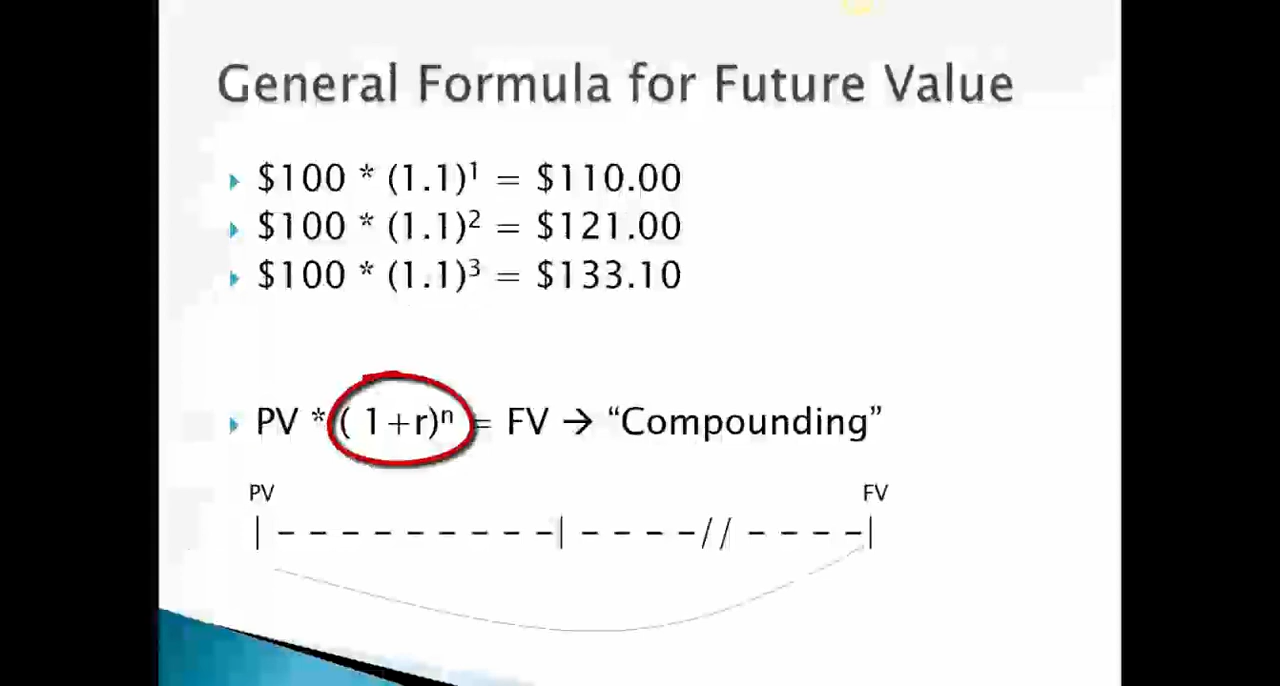 General Formula for Future Value
$100 * (1.1)¹ = $110.00
$100 * (1.1)² = $121.00
$100 * (1.1)³ = $133.10
PV * ( 1+r)ⁿ = FV → “Compounding”
PV FV
|- - - - - - - - -| - - - -// - - - -|